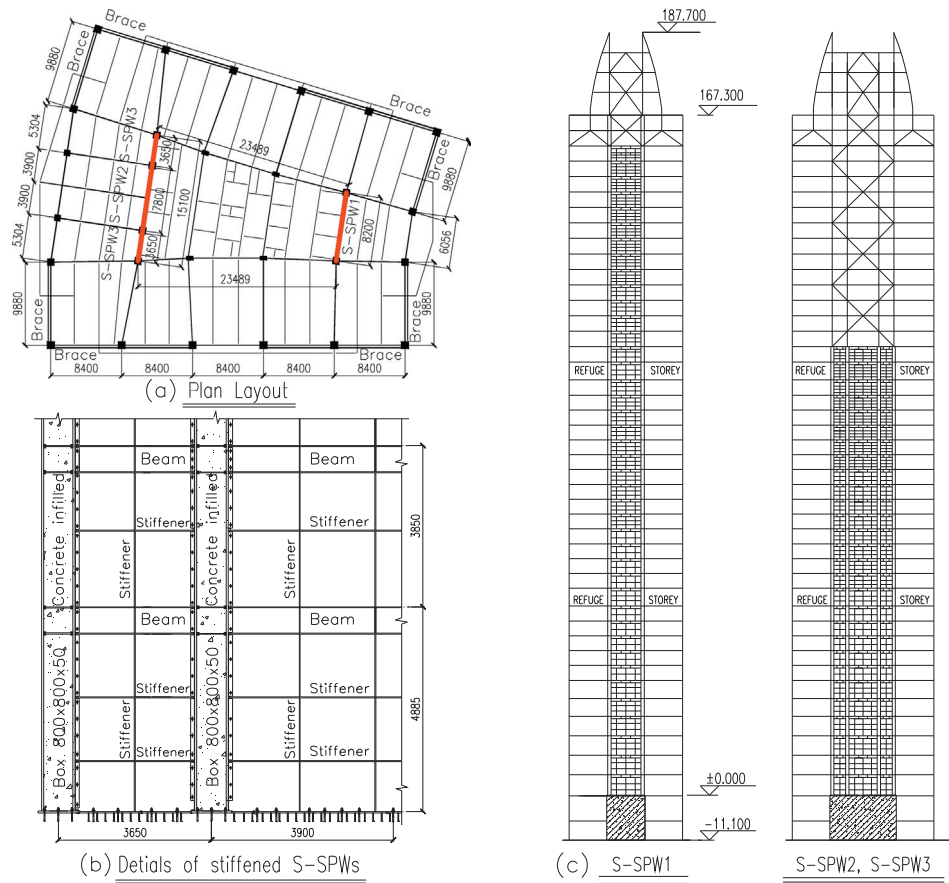 Brace
9880
Brace
Brace
Brace
9880
5304
3900
3900
5304
S-SPW3
S-SPW2
S-SPW3
3650
7800
3650
15100
23489
S-SPW1
8200
6056
23489
9880
Brace
Brace
9880
Brace
Brace
8400
8400
8400
8400
8400
(a) Plan Layout
Beam
Beam
Concrete infilled
Concrete infilled
Stiffener
Stiffener
Stiffener
Stiffener
3850
Beam
Beam
Box 800x800x50
Box 800x800x50
Stiffener
Stiffener
Stiffener
Stiffener
Stiffener
Stiffener
4885
3650
3900
(b) Detials of stiffened S-SPWs
187.700
167.300
REFUGE
STOREY
REFUGE
STOREY
REFUGE
STOREY
REFUGE
STOREY
±0.000
-11.100
(c) S-SPW1
S-SPW2, S-SPW3